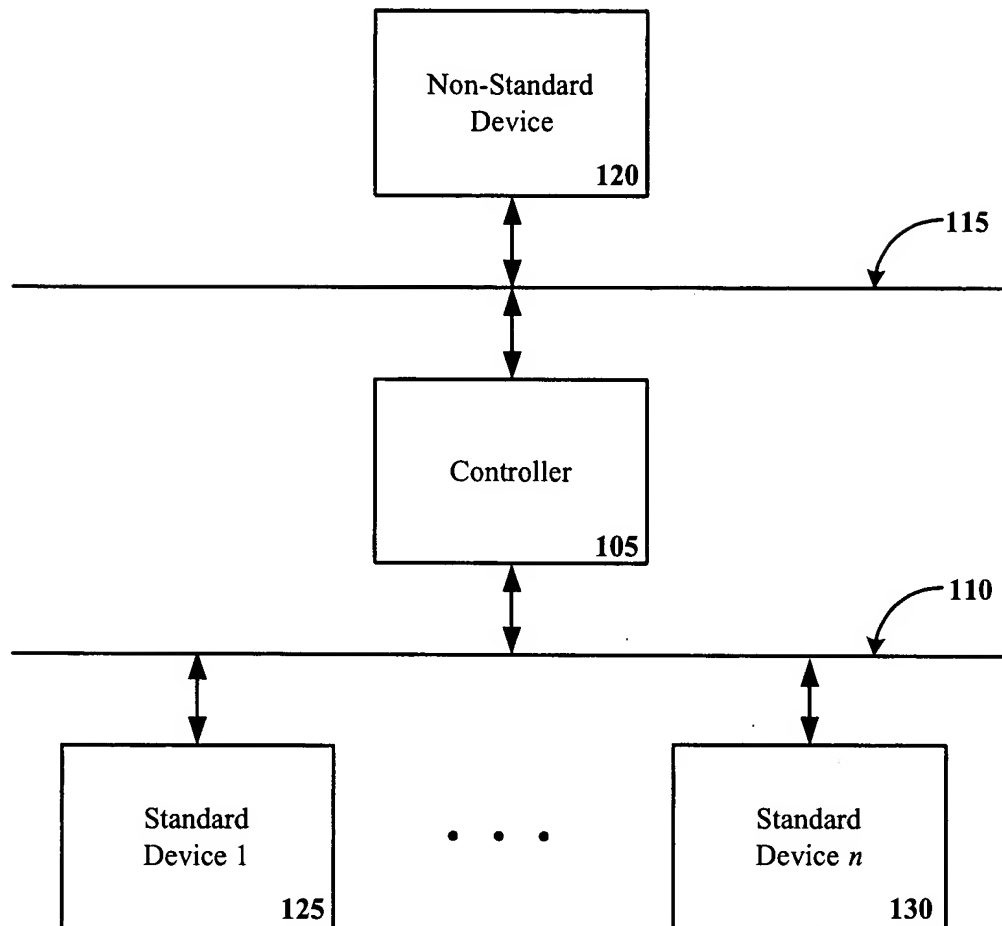 Non-Standard
Device
120
115
Controller
105
110
Standard
Device 1
125
• • •
Standard
Device n
130